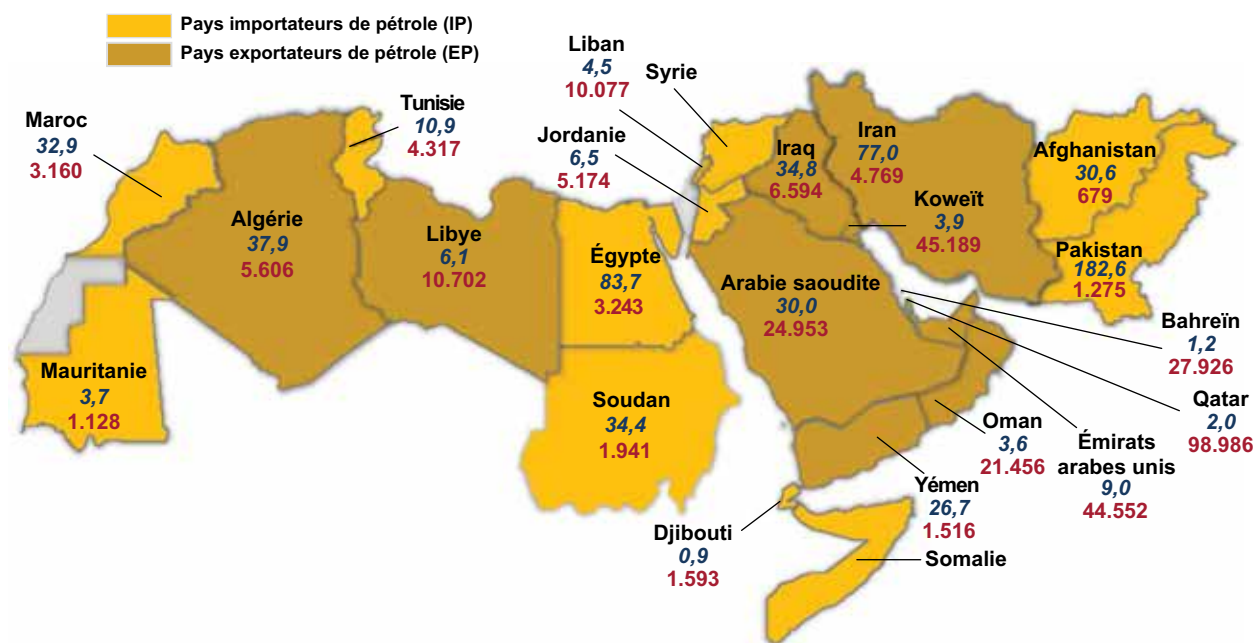 Pays importateurs de pétrole (IP)
Pays exportateurs de pétrole (EP)
Maroc
32,9
3.160
Tunisie
10,9
4.317
Liban
4,5
10.077
Syrie
Jordanie
6,5
5.174
Iraq
34,8
6.594
Iran
77,0
4.769
Afghanistan
30,6
679
Algérie
37,9
5.606
Libye
6,1
10.702
Égypte
83,7
3.243
Koweït
3,9
45.189
Pakistan
182,6
1.275
Arabie saoudite
30,0
24.953
Bahreïn
1,2
27.926
Mauritanie
3,7
1.128
Soudan
34,4
1.941
Qatar
2,0
98.986
Oman
3,6
21.456
Émirats
arabes unis
9,0
44.552
Yémen
26,7
1.516
Djibouti
0,9
1.593
Somalie